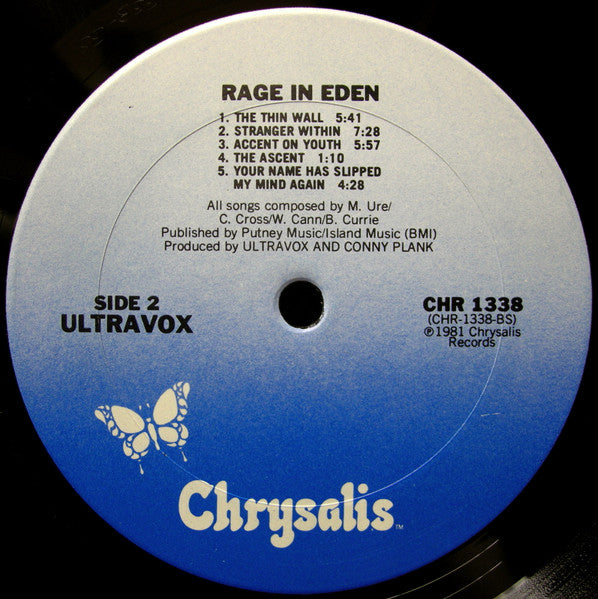 RAGE IN EDEN
1. THE THIN WALL 5:41
2. STRANGER WITHIN 7:28
3. ACCENT ON YOUTH 5:57
4. THE ASCENT 1:10
5. YOUR NAME HAS SLIPPED
MY MIND AGAIN 4:28
All songs composed by M. Ure/
C. Cross/W. Cann/B. Currie
Published by Putney Music/Island Music (BMI)
Produced by ULTRAVOX AND CONNY PLANK
SIDE 2
ULTRAVOX
CHR 1338
(CHR-1338-BS)
℗1981 Chrysalis
Records
Chrysalis™